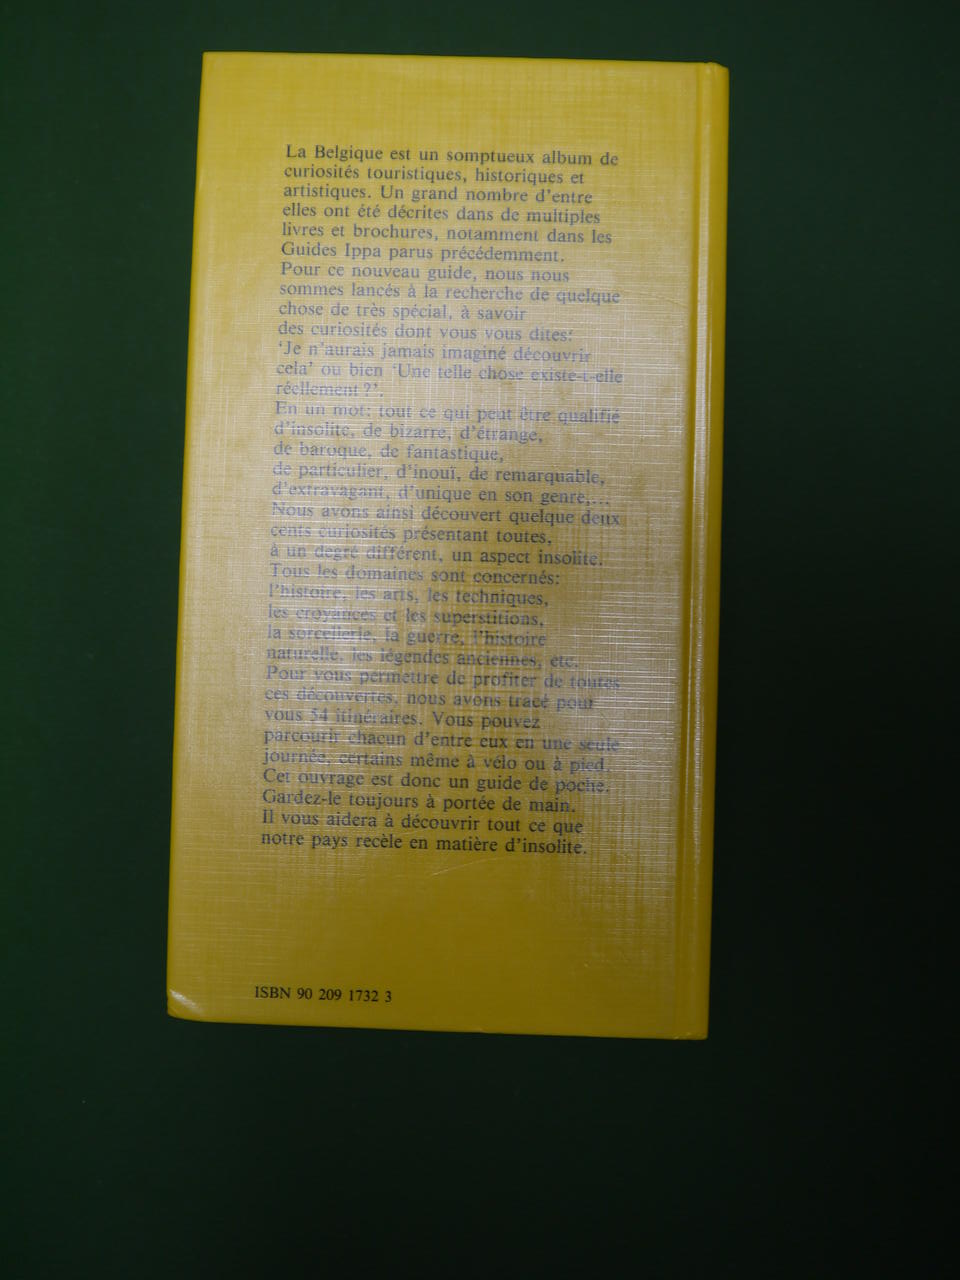 La Belgique est un somptueux album de
curiosités touristiques, historiques et
artistiques. Un grand nombre d'entre
elles ont été décrites dans de multiples
livres et brochures, notamment dans les
Guides Ippa parus précédemment.
Pour ce nouveau guide, nous nous
sommes lancés à la recherche de quelque
chose de très spécial, à savoir
des curiosités dont vous vous dites:
'Je n'aurais jamais imaginé découvrir
cela' ou bien 'Une telle chose existe-t-elle
réellement?'.
En un mot: tout ce qui peut être qualifié
d'insolite, de bizarre, d'étrange,
de baroque, de fantastique,
de particulier, d'inouï, de remarquable,
d'extravagant, d'unique en son genre,...
Nous avons ainsi découvert quelque deux
cents curiosités présentant toutes,
à un degré différent, un aspect insolite.
Tous les domaines sont concernés:
l'histoire, les arts, les techniques,
les croyances et les superstitions,
la sorcellerie, la guerre, l'histoire
naturelle, les légendes anciennes, etc.
Pour vous permettre de profiter de toutes
ces découvertes, nous avons tracé pour
vous 54 itinéraires. Vous pouvez
parcourir chacun d'entre eux en une seule
journée, certains même à vélo ou à pied.
Cet ouvrage est donc un guide de poche.
Gardez-le toujours à portée de main.
Il vous aidera à découvrir tout ce que
notre pays recèle en matière d'insolite.
ISBN 90 209 1732 3